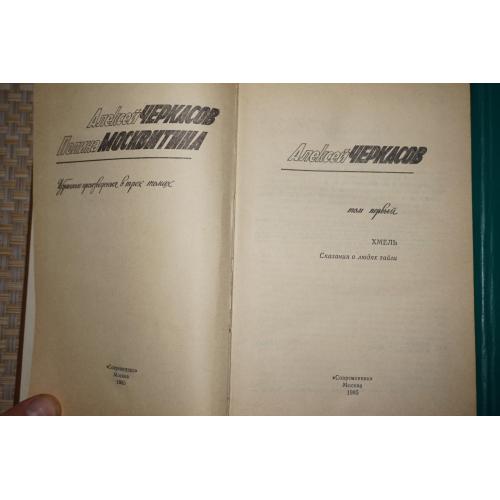 Алексей ЧЕРКАСОВ
Полина МОСКВИТИНА
Избранные произведения в трех томах
«Современник»
Москва
1985
Алексей ЧЕРКАСОВ
том первый
ХМЕЛЬ
Сказания о людях тайги
«Современник»
Москва
1985